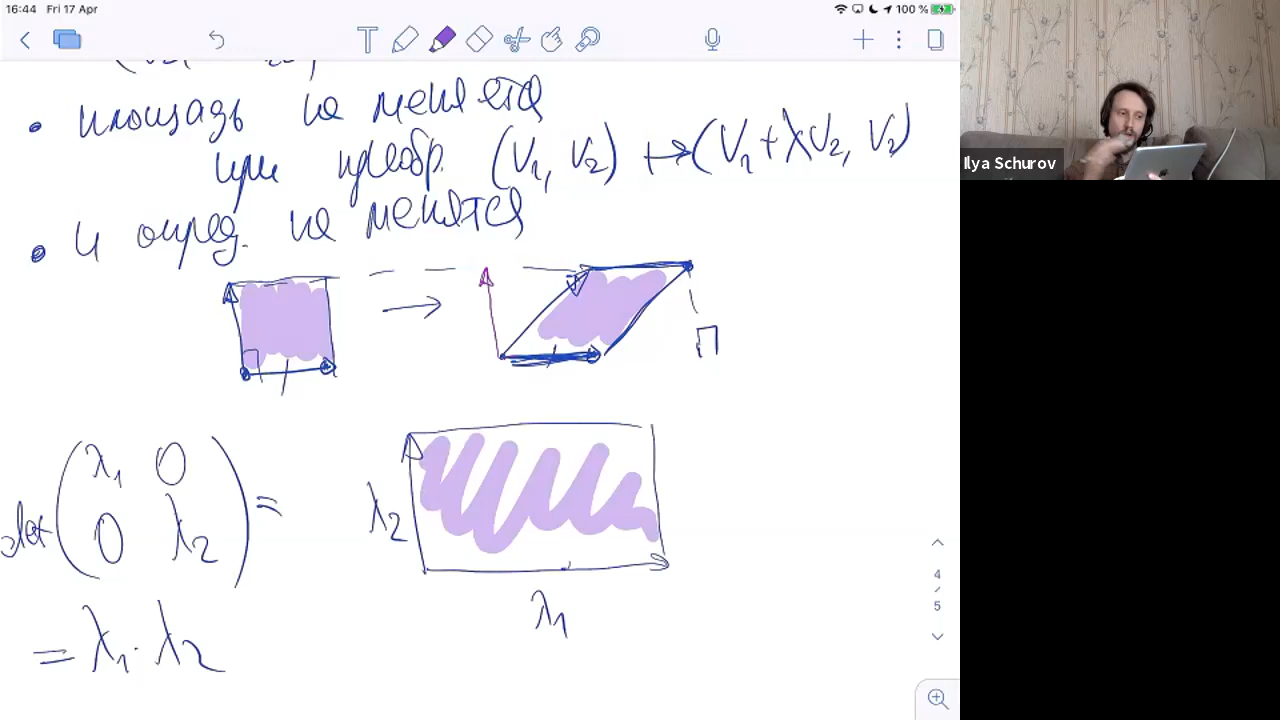 16:44 Fri 17 Apr
100 %
• площадь не меняется
при преобр. (V₁, V₂) ↦ (V₁+λV₂, V₂)
• и опред. не менятся
П
det (λ₁ 0
0 λ₂) =
λ₂
λ₁
= λ₁·λ₂
4
/
5
Ilya Schurov